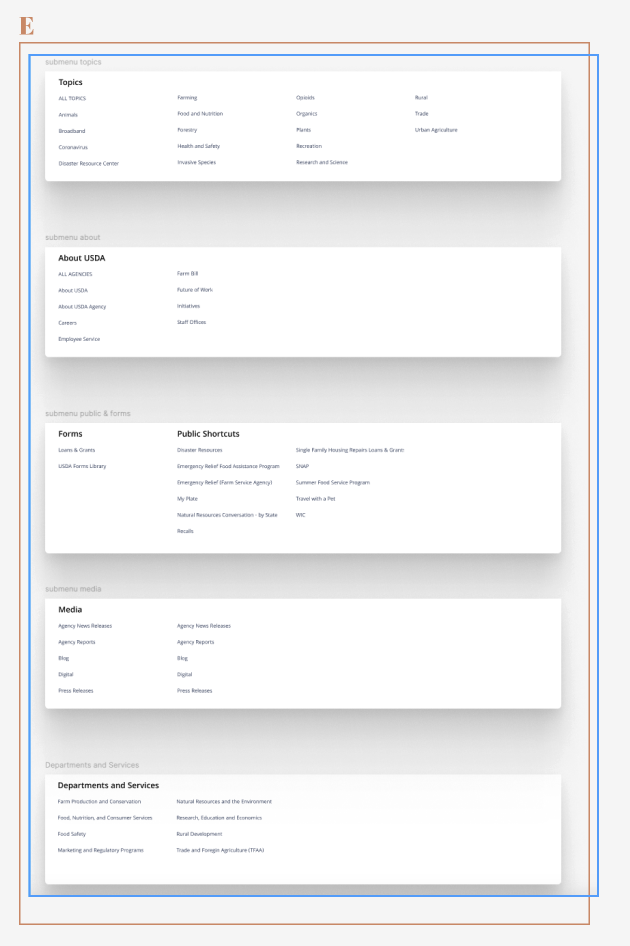 E
submenu topics
Topics
ALL TOPICS
Animals
Broadband
Coronavirus
Disaster Resource Center
Farming
Food and Nutrition
Forestry
Health and Safety
Invasive Species
Opioids
Organics
Plants
Recreation
Research and Science
Rural
Trade
Urban Agriculture
submenu about
About USDA
ALL AGENCIES
About USDA
About USDA Agency
Careers
Employee Service
Farm Bill
Future of Work
Initiatives
Staff Offices
submenu public & forms
Forms
Loans & Grants
USDA Forms Library
Public Shortcuts
Disaster Resources
Emergency Relief Food Assistance Program
Emergency Relief (Farm Service Agency)
My Plate
Natural Resources Conversation - by State
Recalls
Single Family Housing Repairs Loans & Grant
SNAP
Summer Food Service Program
Travel with a Pet
WIC
submenu media
Media
Agency News Releases
Agency Reports
Blog
Digital
Press Releases
Agency News Releases
Agency Reports
Blog
Digital
Press Releases
Departments and Services
Departments and Services
Farm Production and Conservation
Food, Nutrition, and Consumer Services
Food Safety
Marketing and Regulatory Programs
Natural Resources and the Environment
Research, Education and Economics
Rural Development
Trade and Foregin Agriculture (TFAA)